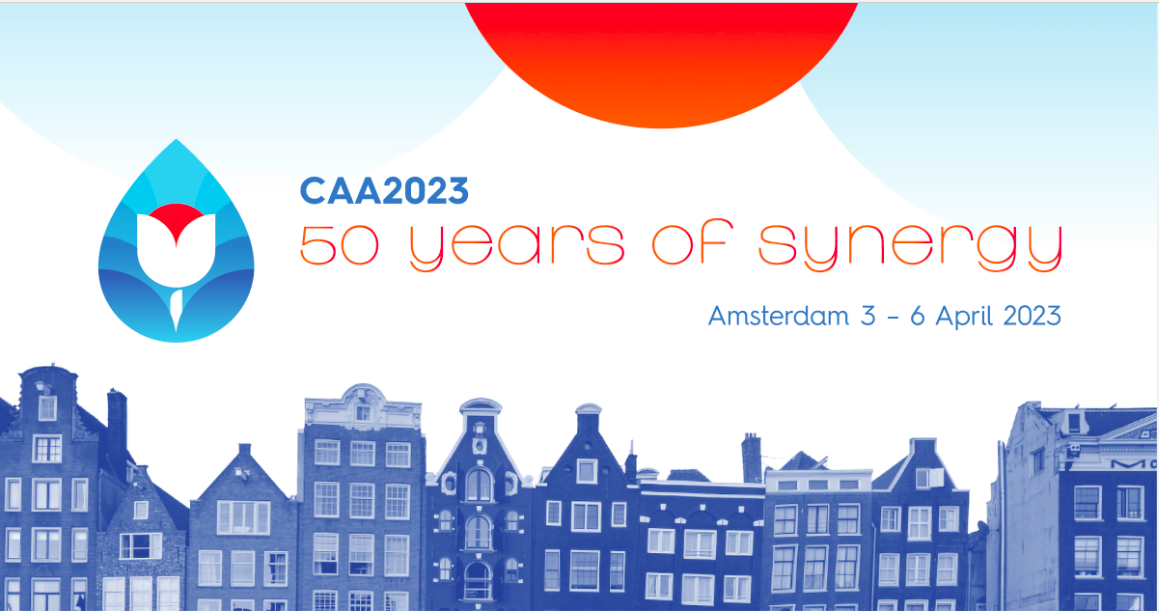 CAA2023
50 years of synergy
Amsterdam 3 – 6 April 2023